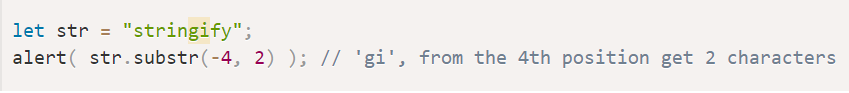 let str = "stringify";
alert( str.substr(-4, 2) ); // 'gi', from the 4th position get 2 characters